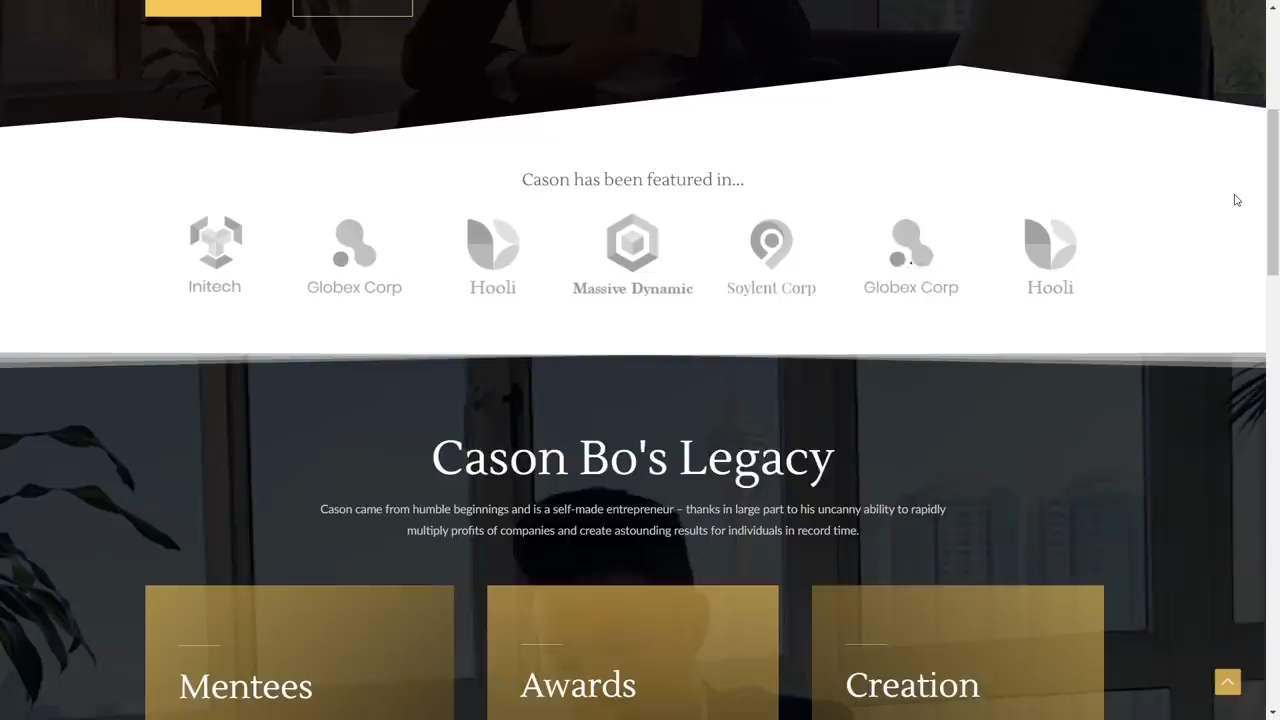 Cason has been featured in...
Initech
Globex Corp
Hooli
Massive Dynamic
Soylent Corp
Globex Corp
Hooli
Cason Bo's Legacy
Cason came from humble beginnings and is a self-made entrepreneur – thanks in large part to his uncanny ability to rapidly
multiply profits of companies and create astounding results for individuals in record time.
Mentees
Awards
Creation